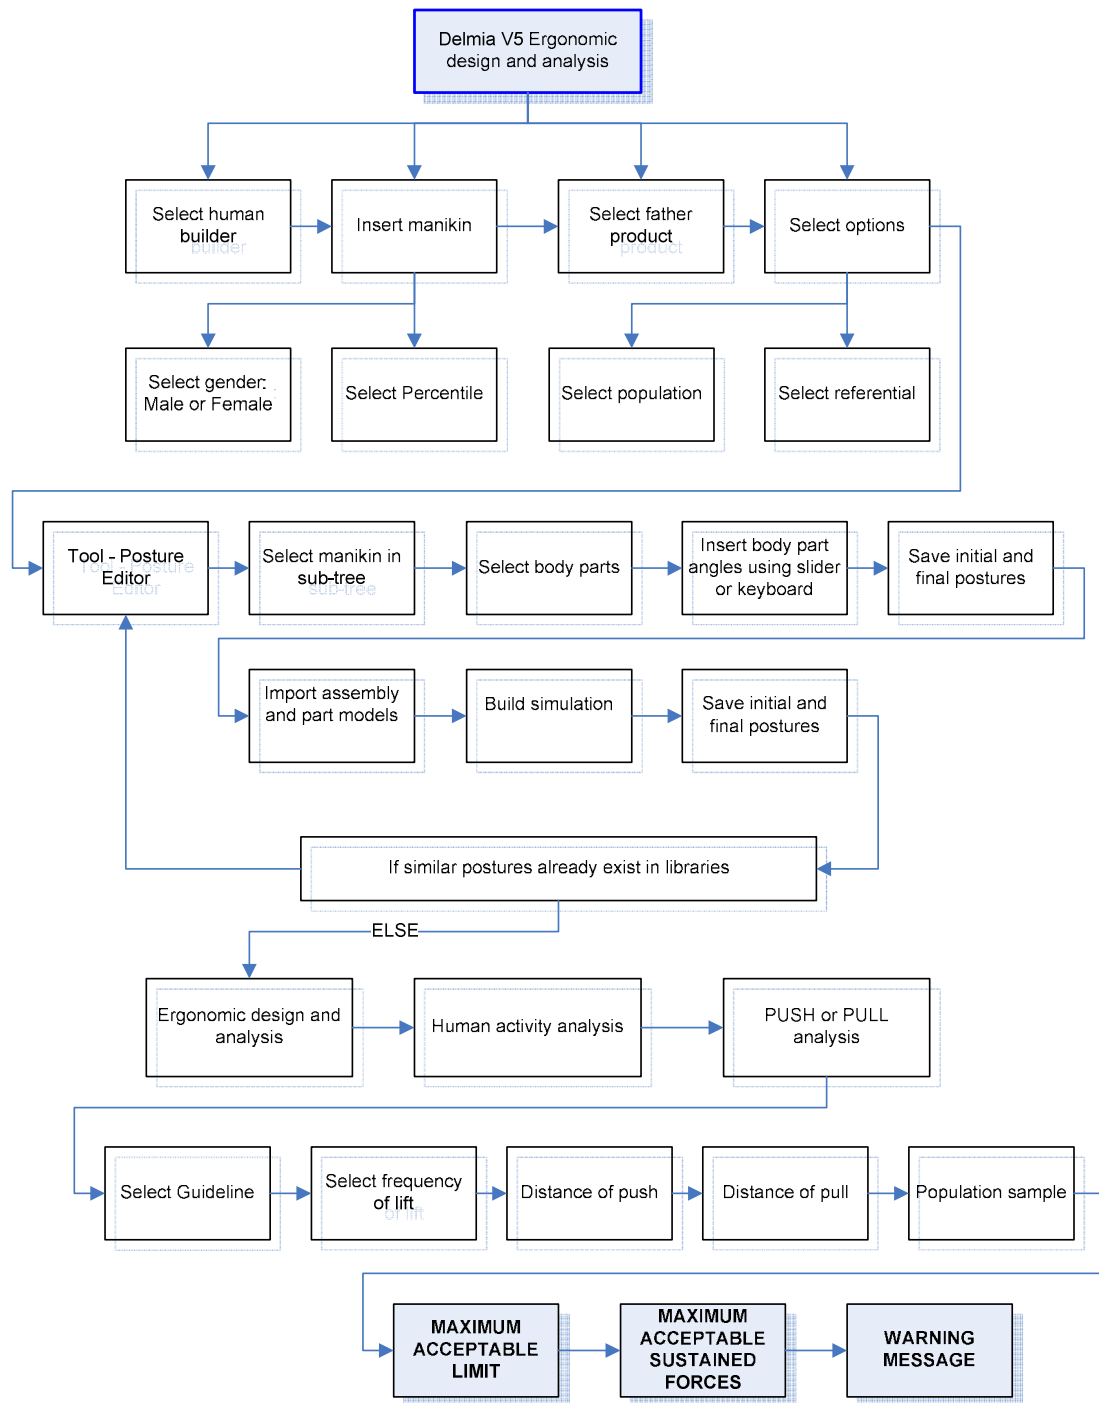 Delmia V5 Ergonomic
design and analysis
Select human
builder
Insert manikin
Select father
product
Select options
Select gender:
Male or Female
Select Percentile
Select population
Select referential
Tool - Posture
Editor
Select manikin in
sub-tree
Select body parts
Insert body part
angles using slider
or keyboard
Save initial and
final postures
Import assembly
and part models
Build simulation
Save initial and
final postures
If similar postures already exist in libraries
ELSE
Ergonomic design and
analysis
Human activity analysis
PUSH or PULL
analysis
Select Guideline
Select frequency
of lift
Distance of push
Distance of pull
Population sample
MAXIMUM
ACCEPTABLE
LIMIT
MAXIMUM
ACCEPTABLE
SUSTAINED
FORCES
WARNING
MESSAGE